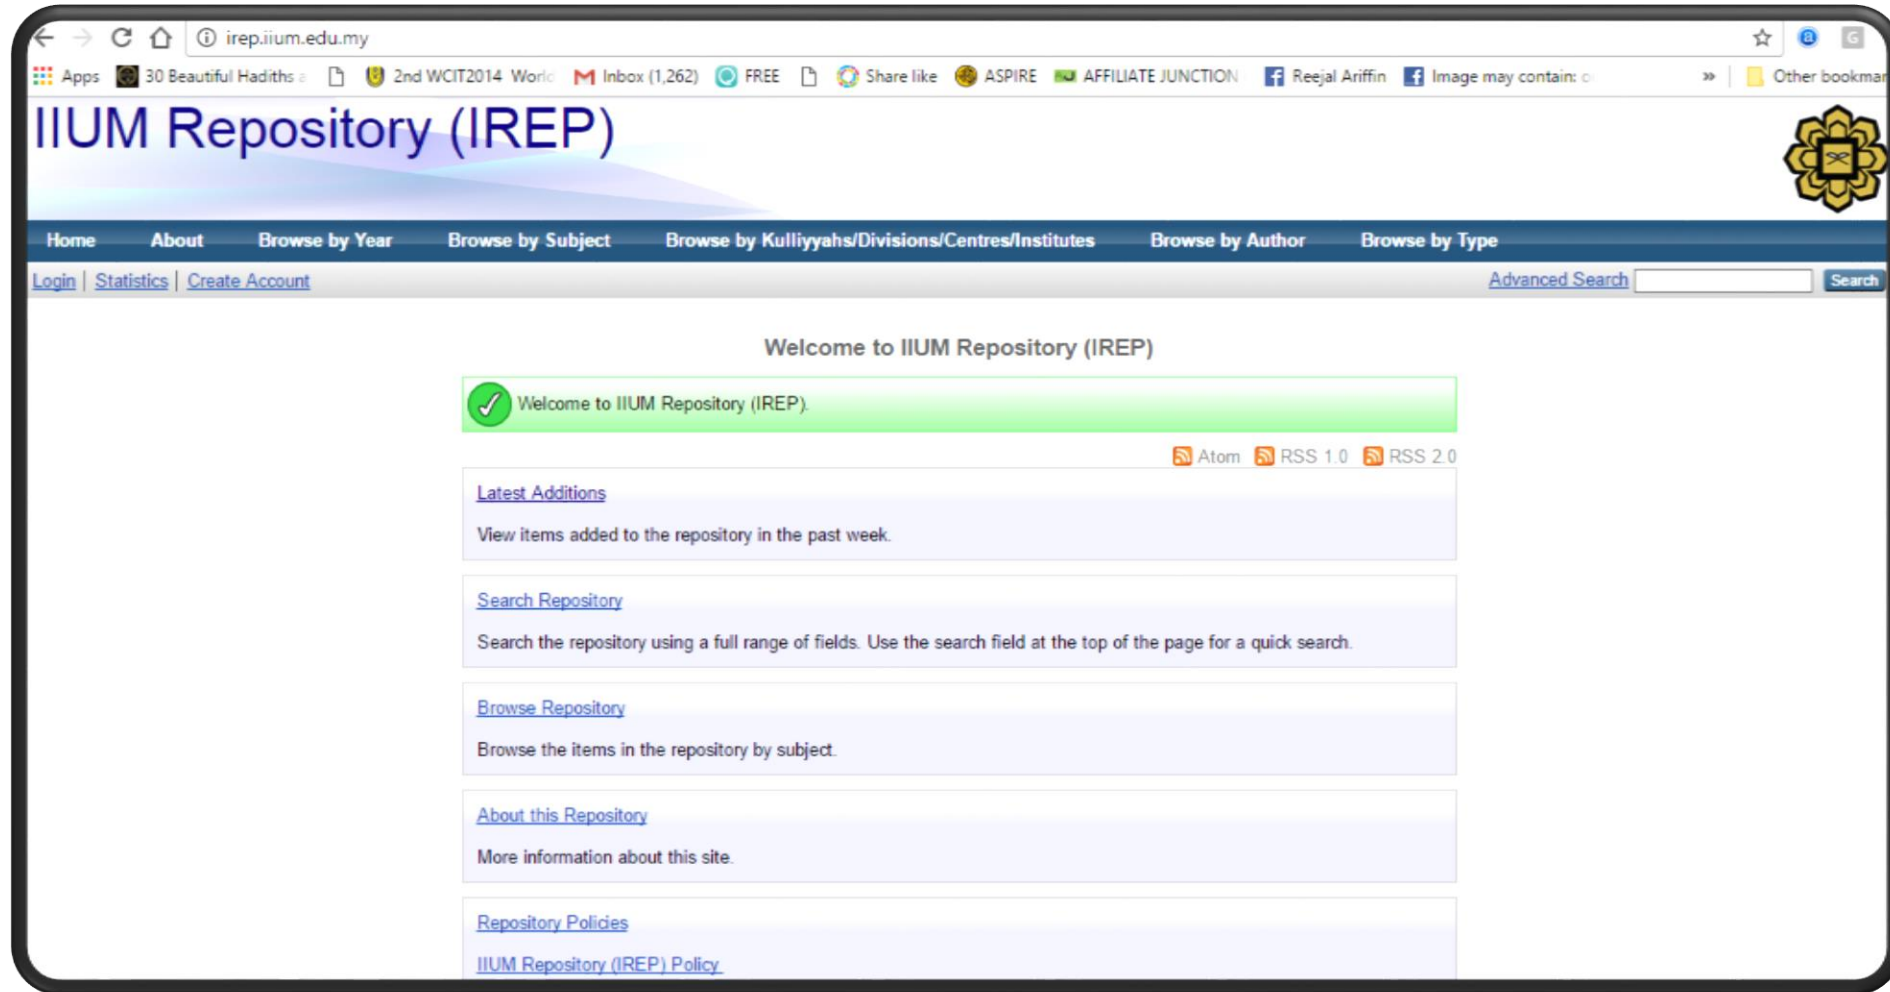 irep.iium.edu.my
Apps 30 Beautiful Hadiths 2nd WCIT2014 Inbox (1,262) FREE Share like ASPIRE AFFILIATE JUNCTION Reejal Ariffin Image may contain: » Other
IIUM Repository (IREP)
Home About Browse by Year Browse by Subject Browse by Kulliyyahs/Divisions/Centres/Institutes Browse by Author Browse by Type
Login | Statistics | Create Account Advanced Search Search
Welcome to IIUM Repository (IREP)
Welcome to IIUM Repository (IREP).
Atom RSS 1.0 RSS 2.0
Latest Additions
View items added to the repository in the past week.
Search Repository
Search the repository using a full range of fields. Use the search field at the top of the page for a quick search.
Browse Repository
Browse the items in the repository by subject.
About this Repository
More information about this site.
Repository Policies
IIUM Repository (IREP) Policy